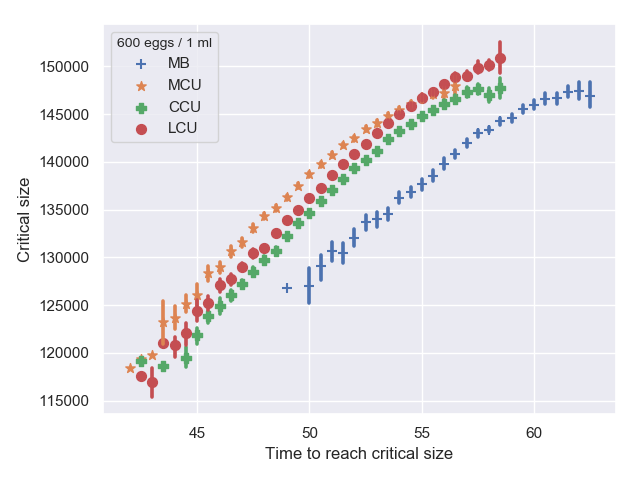 600 eggs / 1 ml
MB
MCU
CCU
LCU
150000
145000
140000
135000
130000
125000
120000
115000
Critical size
45 50 55 60
Time to reach critical size